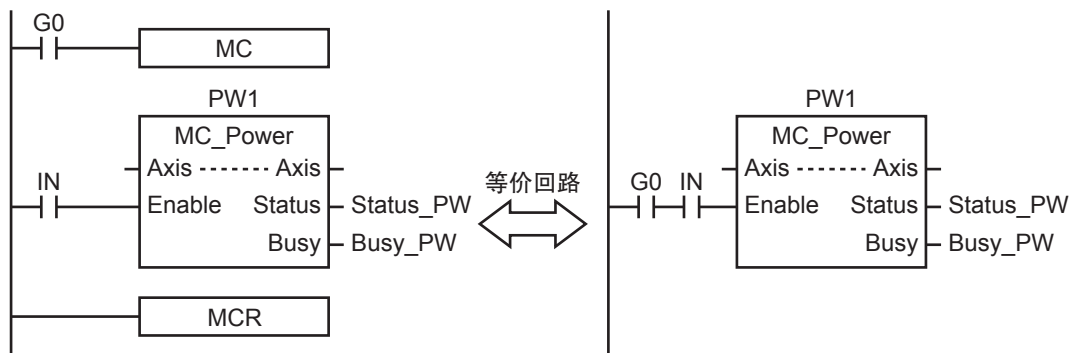 G0
MC
PW1
MC_Power
Axis ------- Axis
IN
Enable Status Status_PW
Busy Busy_PW
MCR
等价回路
PW1
MC_Power
Axis ------- Axis
G0 IN
Enable Status Status_PW
Busy Busy_PW